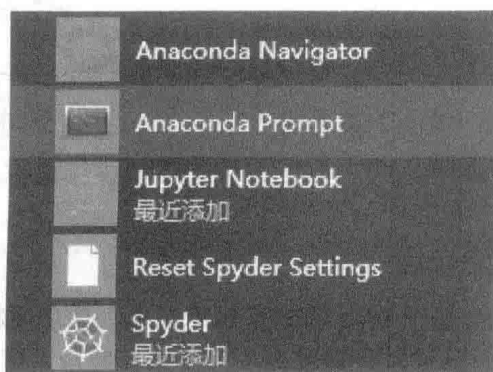 Anaconda Navigator
Anaconda Prompt
Jupyter Notebook
最近添加
Reset Spyder Settings
Spyder
最近添加